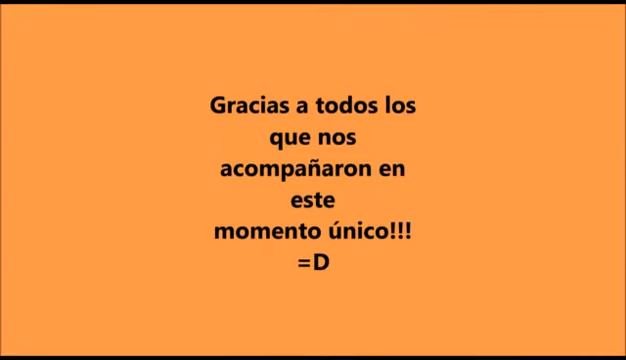 Gracias a todos los
que nos
acompañaron en
este
momento único!!!
=D